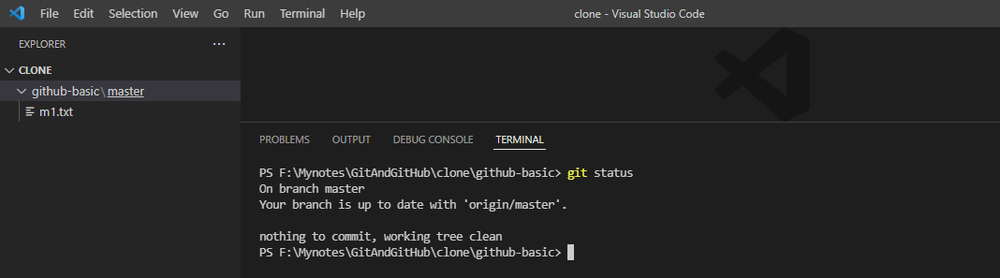 File Edit Selection View Go Run Terminal Help clone - Visual Studio Code
EXPLORER ...
CLONE
github-basic\master
m1.txt
PROBLEMS OUTPUT DEBUG CONSOLE TERMINAL
PS F:\Mynotes\GitAndGitHub\clone\github-basic> git status
On branch master
Your branch is up to date with 'origin/master'.
nothing to commit, working tree clean
PS F:\Mynotes\GitAndGitHub\clone\github-basic>